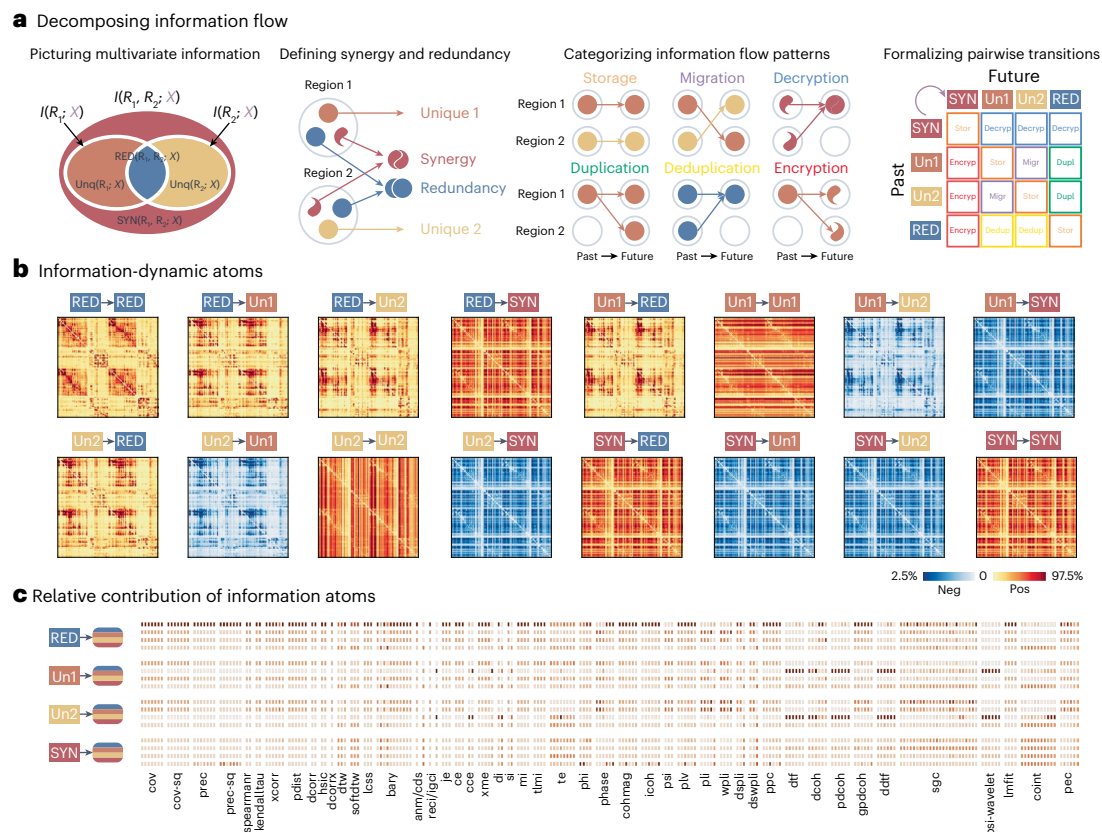 a Decomposing information flow
Picturing multivariate information
I(R1, R2; X)
I(R1; X)
I(R2; X)
RED(R1, R2; X)
Unq(R1; X)
Unq(R2; X)
SYN(R1, R2; X)
Defining synergy and redundancy
Region 1
Unique 1
Synergy
Region 2
Redundancy
Unique 2
Categorizing information flow patterns
Storage Migration Decryption
Region 1
Region 2
Duplication Deduplication Encryption
Region 1
Region 2
Past → Future Past → Future Past → Future
Formalizing pairwise transitions
Future
SYN Un1 Un2 RED
Past
SYN Stor Decryp Decryp Decryp
Un1 Encryp Stor Migr Dupl
Un2 Encryp Migr Stor Dupl
RED Encryp Dedup Dedup Stor
b Information-dynamic atoms
RED→RED RED→Un1 RED→Un2 RED→SYN Un1→RED Un1→Un1 Un1→Un2 Un1→SYN
Un2→RED Un2→Un1 Un2→Un2 Un2→SYN SYN→RED SYN→Un1 SYN→Un2 SYN→SYN
2.5% 0 97.5%
Neg Pos
c Relative contribution of information atoms
RED
Un1
Un2
SYN
cov
cov-sq
prec
prec-sq
spearmanr
kendalltau
xcorr
pdist
dcorr
hsic
dcorrx
dtw
softdtw
lcss
bary
anm/cds
reci/igci
je
ce
cce
xme
di
si
mi
tlmi
te
phi
phase
cohmag
icoh
psi
plv
pli
wpli
dspli
dswpli
ppc
dtf
dcoh
pdcoh
gpdcoh
ddtf
sgc
psi-wavelet
lmfit
coint
pec